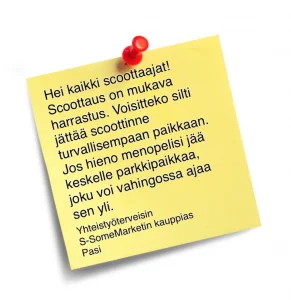 Hei kaikki scoottaajat!
Scoottaus on mukava
harrastus. Voisitteko silti
jättää scoottinne
turvallisempaan paikkaan.
Jos hieno menopelisi jää
keskelle parkkipaikkaa,
joku voi vahingossa ajaa
sen yli.
Yhteistyöterveisin
S-SomeMarketin kauppias
Pasi